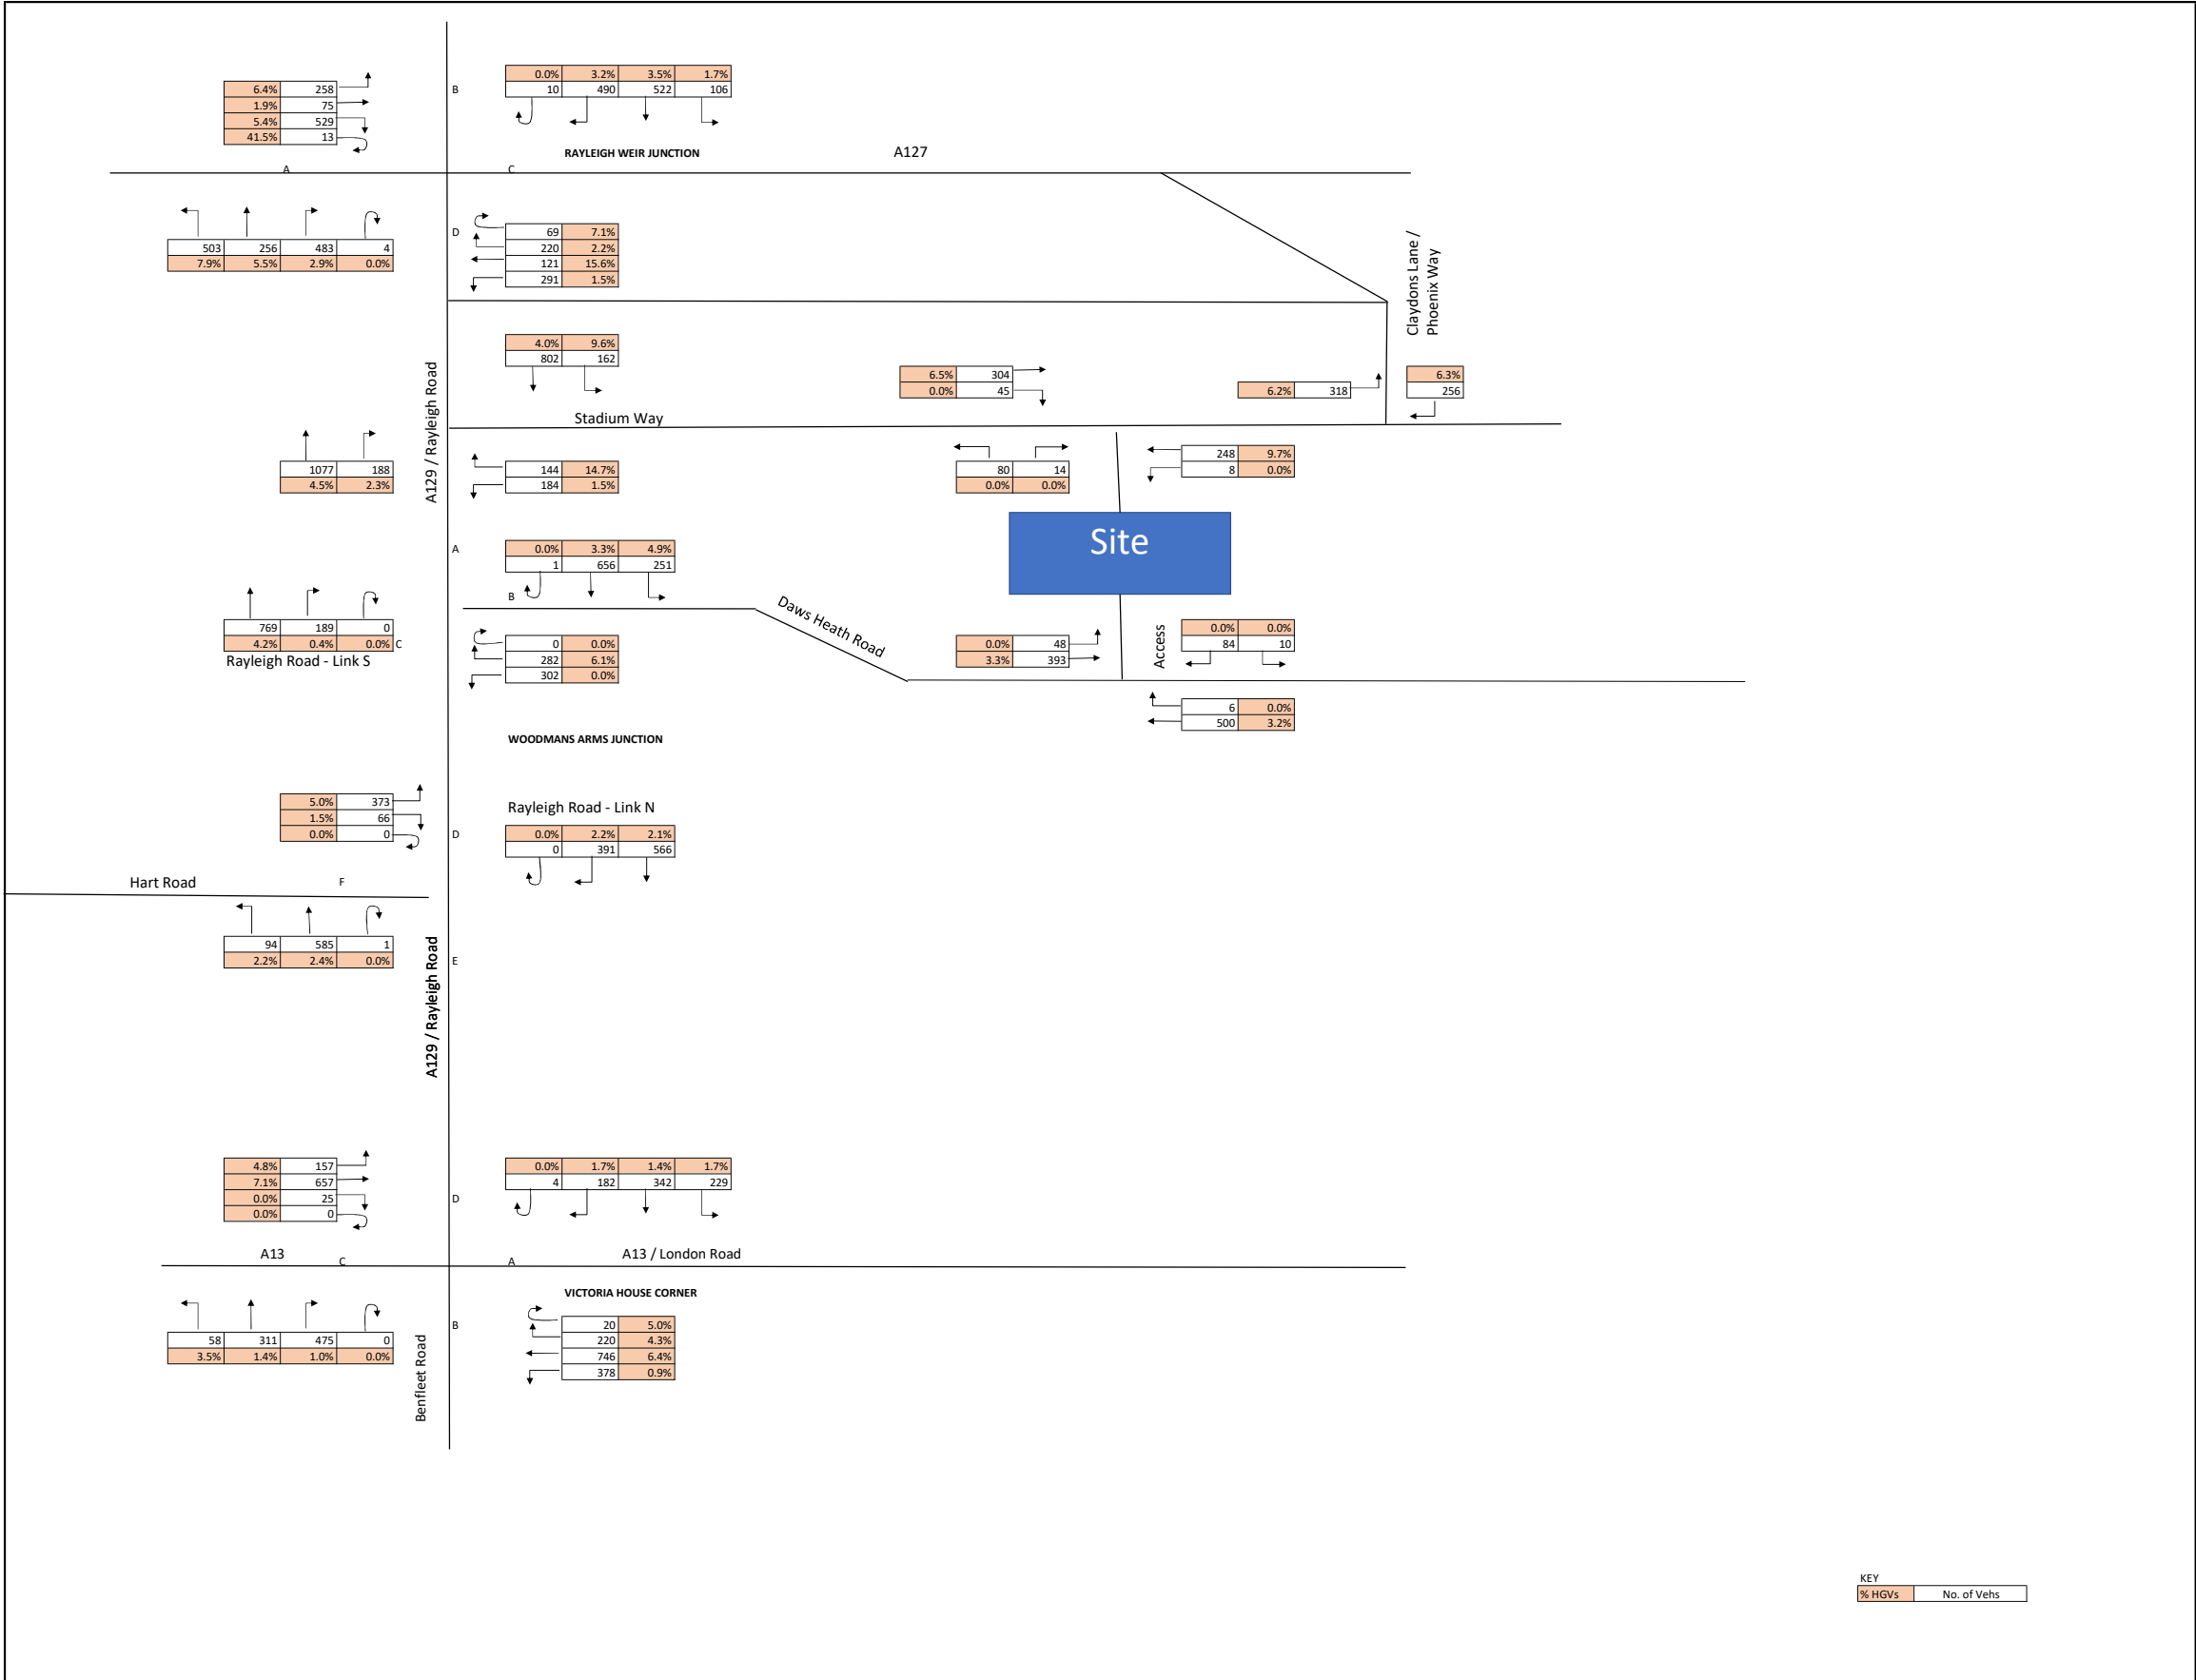 0.0% 3.2% 3.5% 1.7%
6.4% 258
B
10 490 522 106
1.9% 75
5.4% 529
41.5% 13
RAYLEIGH WEIR JUNCTION
A127
A
C
69 7.1%
D
220 2.2%
503 256 483 4
121 15.6%
7.9% 5.5% 2.9% 0.0%
291 1.5%
Claydons Lane /
Phoenix Way
4.0% 9.6%
802 162
A129 / Rayleigh Road
6.5% 304
6.3%
0.0% 45
6.2% 318
256
Stadium Way
1077 188
4.5% 2.3%
144 14.7%
184 1.5%
80 14
0.0% 0.0%
248 9.7%
8 0.0%
Site
A
0.0% 3.3% 4.9%
1 656 251
B
Daws Heath Road
769 189 0
4.2% 0.4% 0.0% C
Rayleigh Road - Link S
0 0.0%
282 6.1%
302 0.0%
0.0% 48
3.3% 393
Access
0.0% 0.0%
84 10
6 0.0%
500 3.2%
WOODMANS ARMS JUNCTION
5.0% 373
1.5% 66
0.0% 0
Rayleigh Road - Link N
D
0.0% 2.2% 2.1%
0 391 566
Hart Road
F
94 585 1
2.2% 2.4% 0.0%
A129 / Rayleigh Road
E
4.8% 157
7.1% 657
0.0% 25
0.0% 0
0.0% 1.7% 1.4% 1.7%
4 182 342 229
D
A13
C
A
A13 / London Road
VICTORIA HOUSE CORNER
58 311 475 0
3.5% 1.4% 1.0% 0.0%
Benfleet Road
B
20 5.0%
220 4.3%
746 6.4%
378 0.9%
KEY
% HGVs No. of Vehs